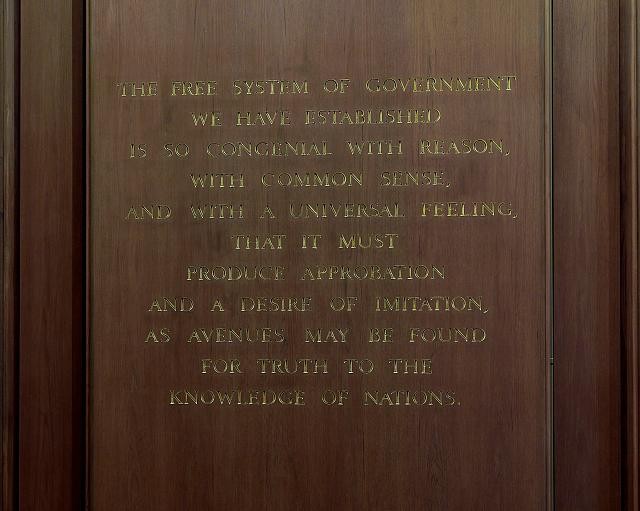 THE FREE SYSTEM OF GOVERNMENT
WE HAVE ESTABLISHED
IS SO CONGENIAL WITH REASON,
WITH COMMON SENSE,
AND WITH A UNIVERSAL FEELING,
THAT IT MUST
PRODUCE APPROBATION
AND A DESIRE OF IMITATION,
AS AVENUES MAY BE FOUND
FOR TRUTH TO THE
KNOWLEDGE OF NATIONS.